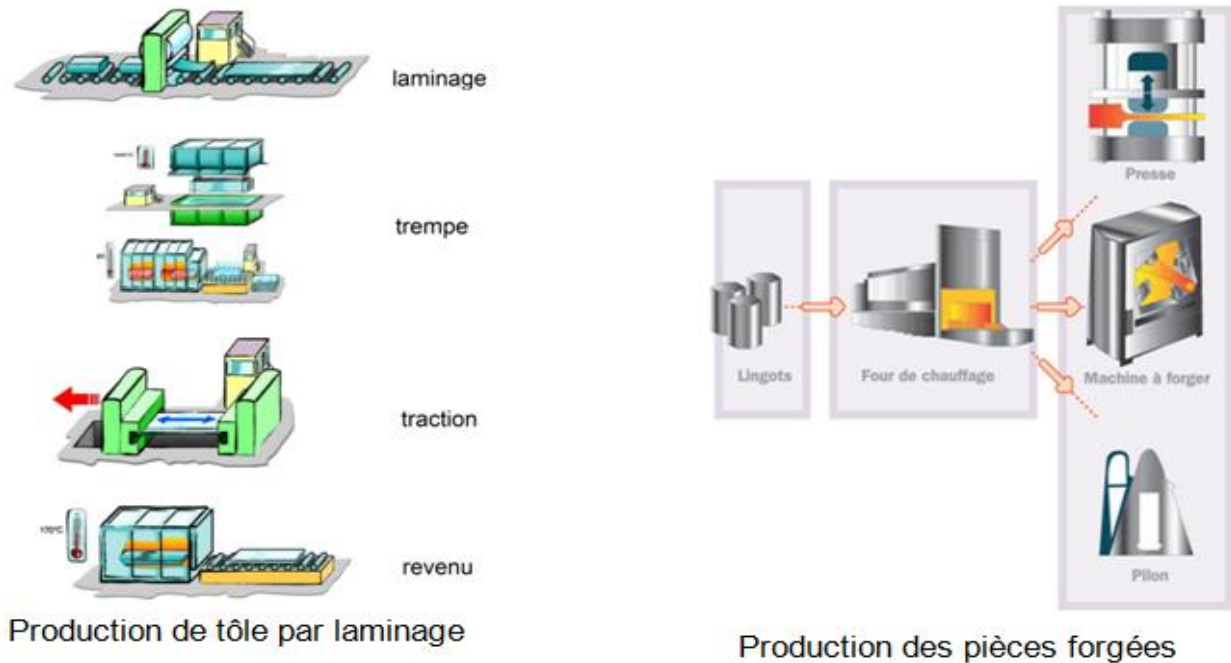 laminage
trempe
traction
170°C
revenu
Production de tôle par laminage
Presse
Lingots
Four de chauffage
Machine à forger
Pilon
Production des pièces forgées